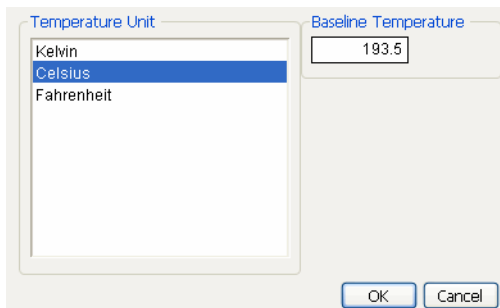 Temperature Unit
Baseline Temperature
Kelvin
193.5
Celsius
Fahrenheit
OK
Cancel